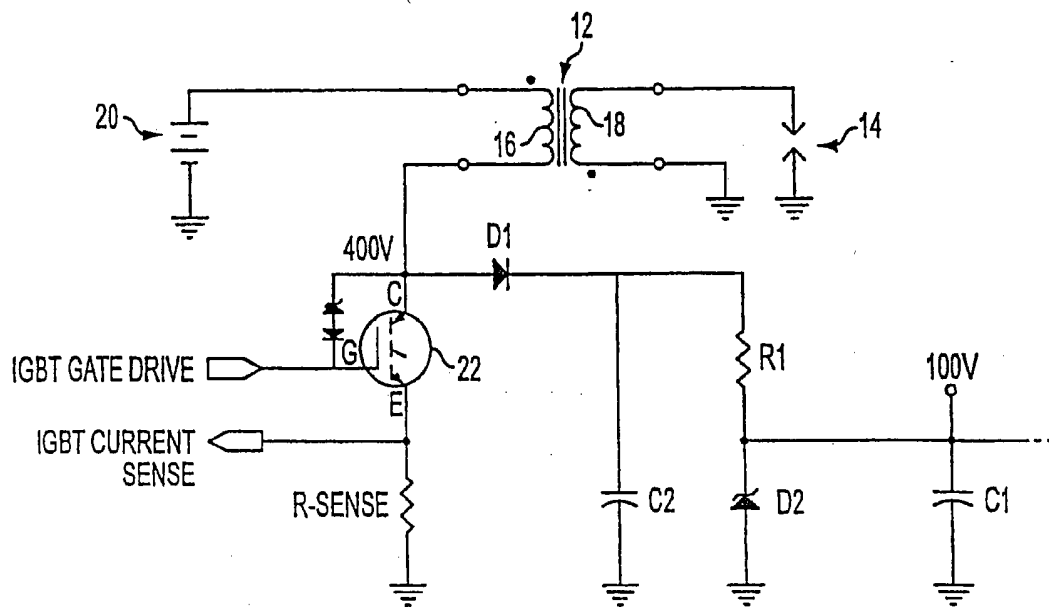 12
20
16
18
14
400V
D1
C
G
22
IGBT GATE DRIVE
R1
100V
E
IGBT CURRENT
SENSE
R-SENSE
C2
D2
C1